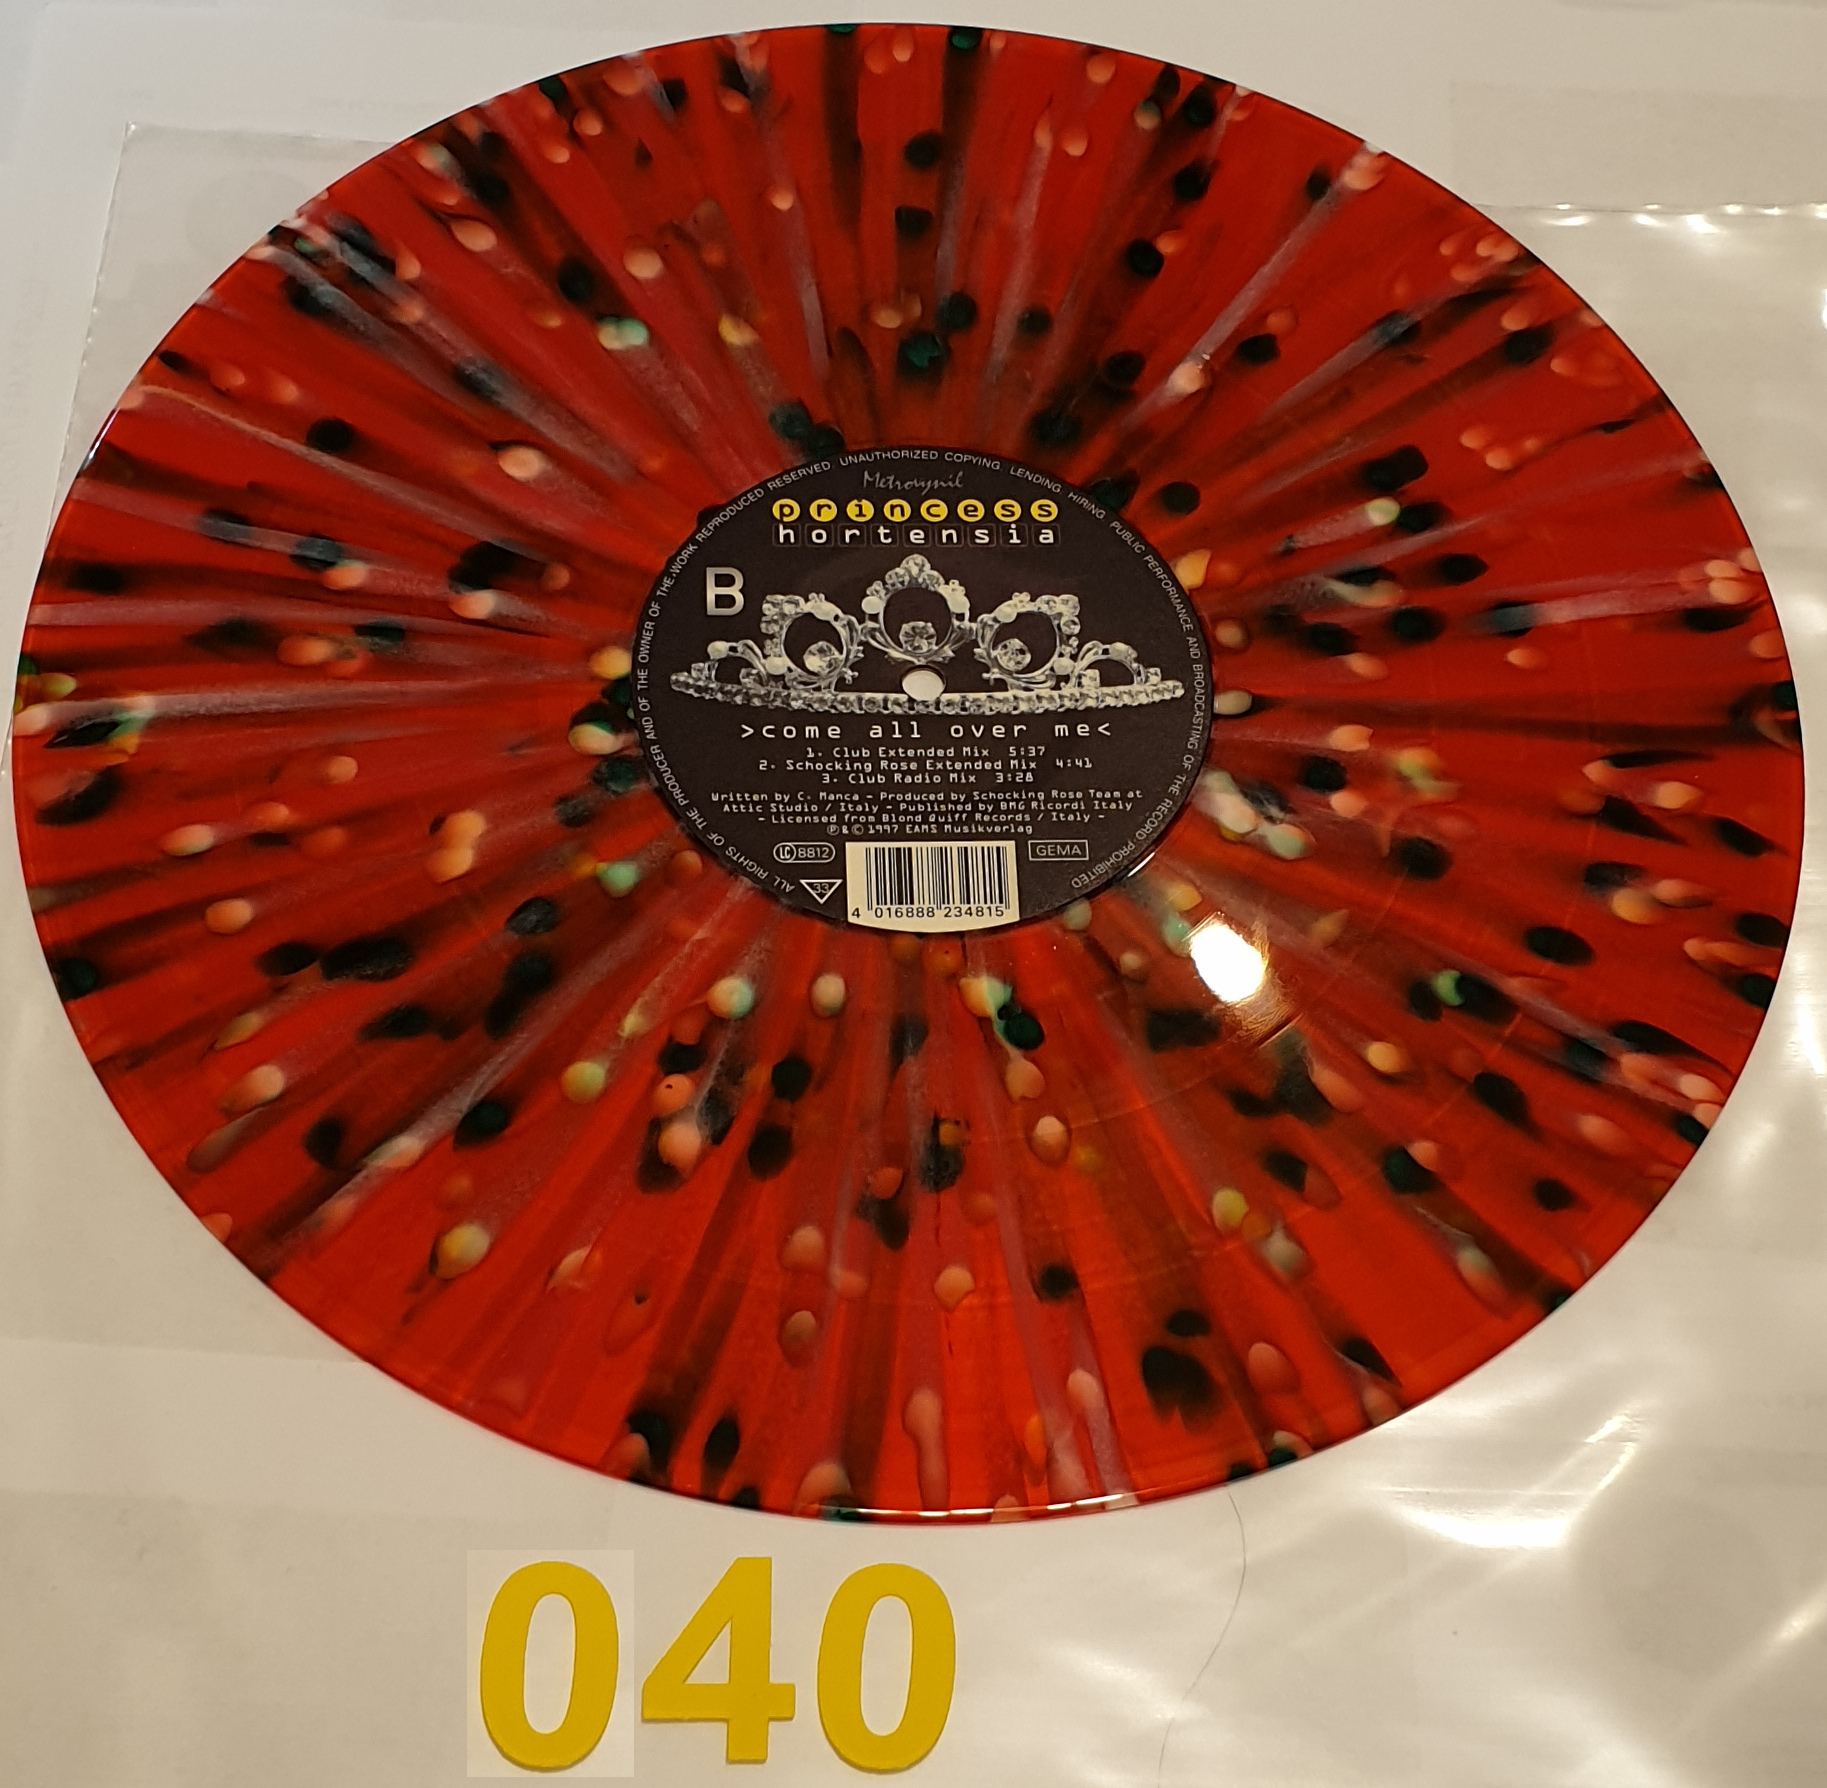 ALL RIGHTS OF THE PRODUCER AND OF THE OWNER OF THE WORK REPRODUCED RESERVED UNAUTHORIZED COPYING LENDING HIRING PUBLIC PERFORMANCE AND BROADCASTING OF THE RECORD PROHIBITED
Metrovynil
princess
hortensia
B
>come all over me<
1. Club Extended Mix 5:37
2. Schocking Rose Extended Mix 4:41
3. Club Radio Mix 3:28
Written by C. Manca - Produced by Schocking Rose Team at
Attic Studio / Italy - Published by BMG Ricordi Italy
- Licensed from Blond Quiff Records / Italy -
℗&© 1997 EAMS Musikverlag
LC 8812
GEMA
33
4 016888 234815
040